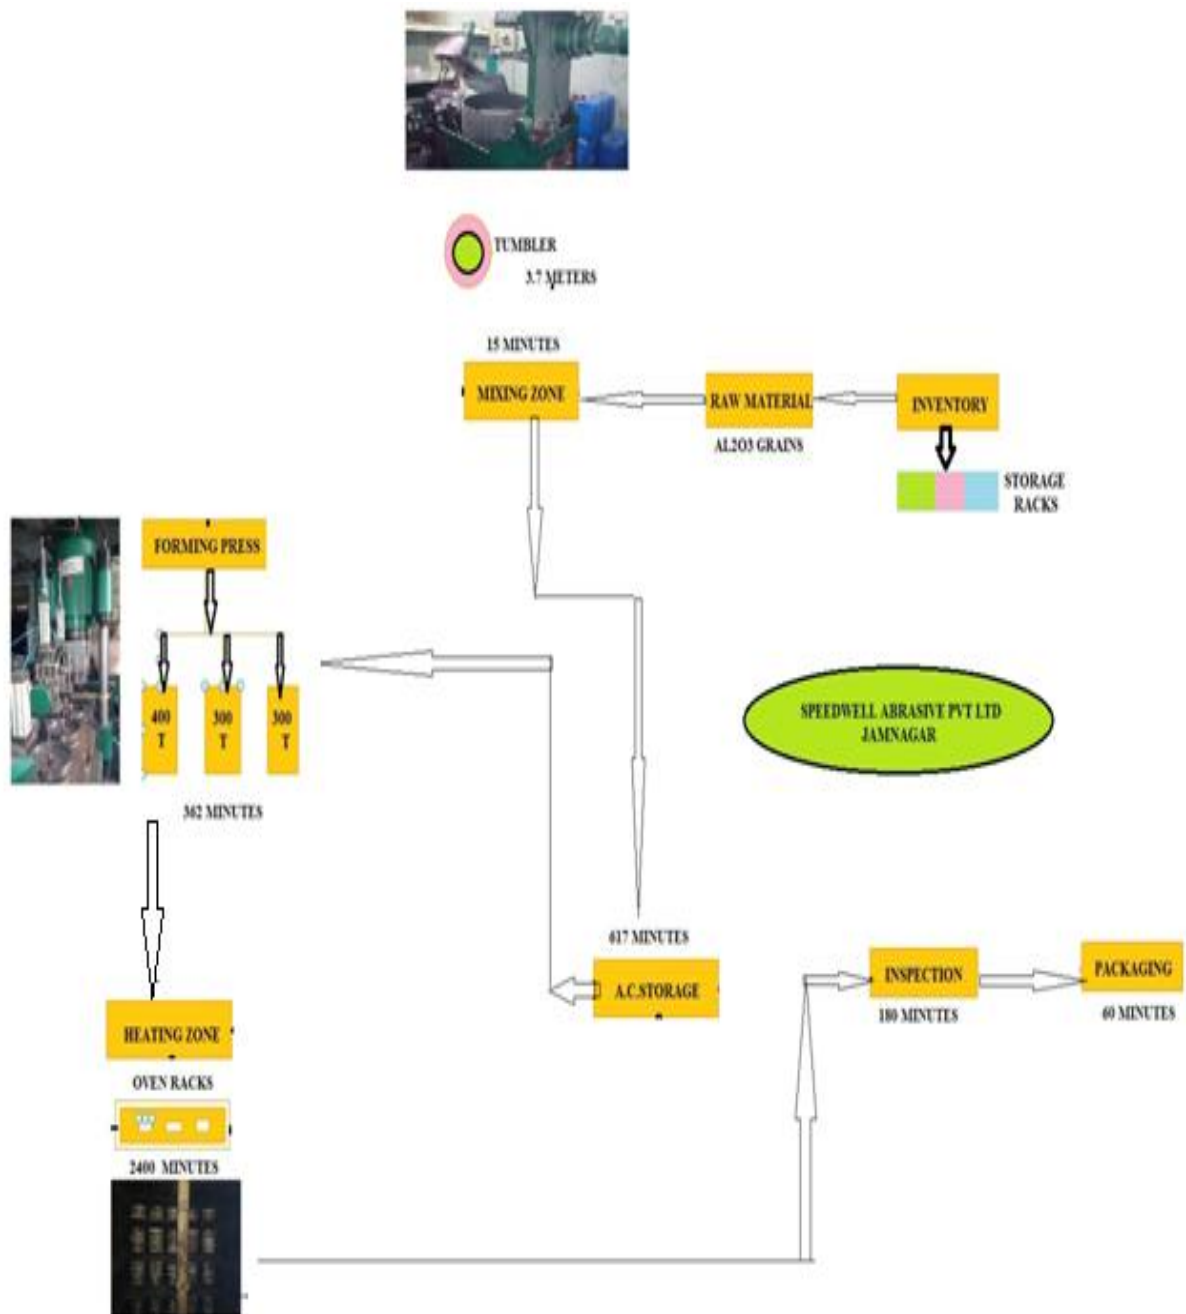 TUMBLER
3.7 METERS
15 MINUTES
MIXING ZONE
RAW MATERIAL
INVENTORY
AL2O3 GRAINS
STORAGE
RACKS
FORMING PRESS
400
T
300
T
300
T
362 MINUTES
SPEEDWELL ABRASIVE PVT LTD
JAMNAGAR
617 MINUTES
A.C.STORAGE
INSPECTION
180 MINUTES
PACKAGING
60 MINUTES
HEATING ZONE
OVEN RACKS
2400 MINUTES